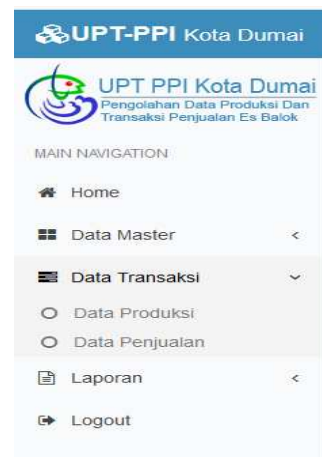 UPT-PPI Kota Dumai
UPT PPI Kota Dumai
Pengolahan Data Produksi Dan
Transaksi Penjualan Es Balok
MAIN NAVIGATION
Home
Data Master
Data Transaksi
Data Produksi
Data Penjualan
Laporan
Logout